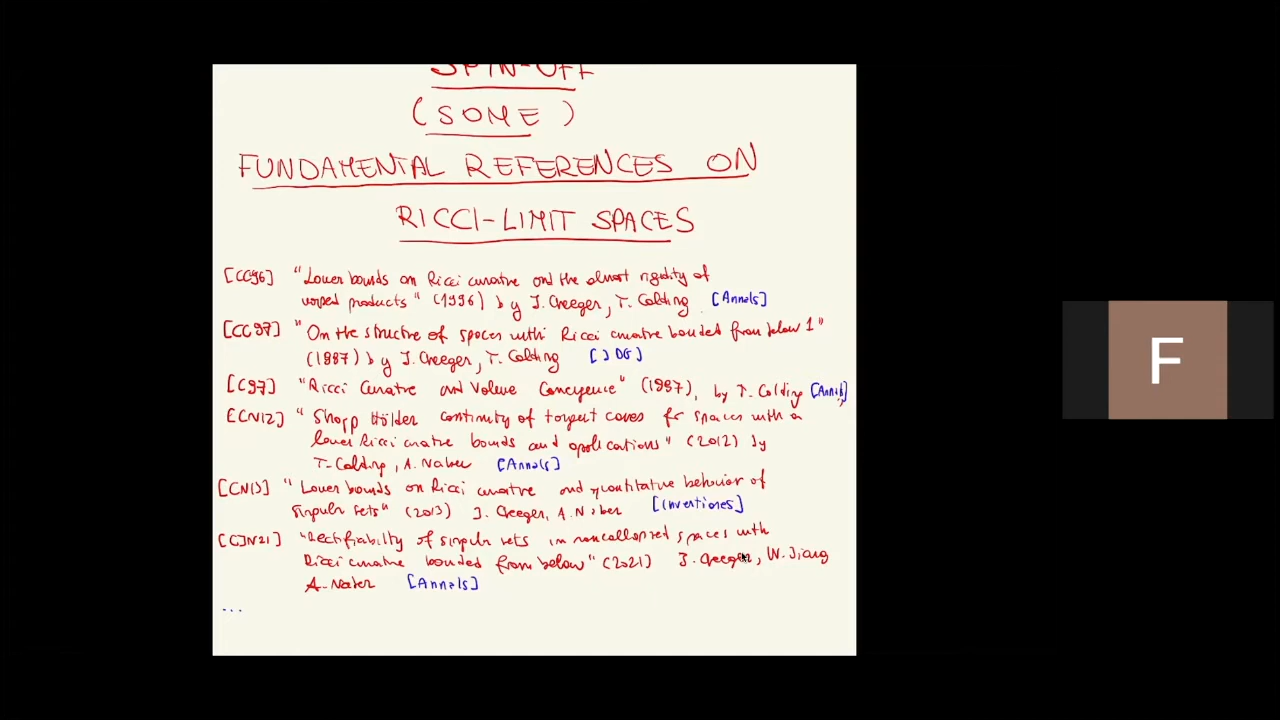 SPIN-OFF
(SOME)
FUNDAMENTAL REFERENCES ON
RICCI-LIMIT SPACES
[CC96] "Lower bounds on Ricci curvature and the almost rigidity of
warped products" (1996) by J. Cheeger, T. Colding [Annals]
[CC97] "On the structure of spaces with Ricci curvature bounded from below 1"
(1997) by J. Cheeger, T. Colding [JDG]
[C97] "Ricci Curvature and Volume Convergence" (1997), by T. Colding [Annals]
[CN12] "Sharp Hölder continuity of tangent cones for spaces with a
lower Ricci curvature bounds and applications" (2012) by
T. Colding, A. Naber [Annals]
[CN13] "Lower bounds on Ricci curvature and quantitative behavior of
singular sets" (2013) J. Cheeger, A. Naber [Inventiones]
[CJN21] "Rectifiability of singular sets in noncollapsed spaces with
Ricci curvature bounded from below" (2021) J. Cheeger, W. Jiang
A. Naber [Annals]
...
F